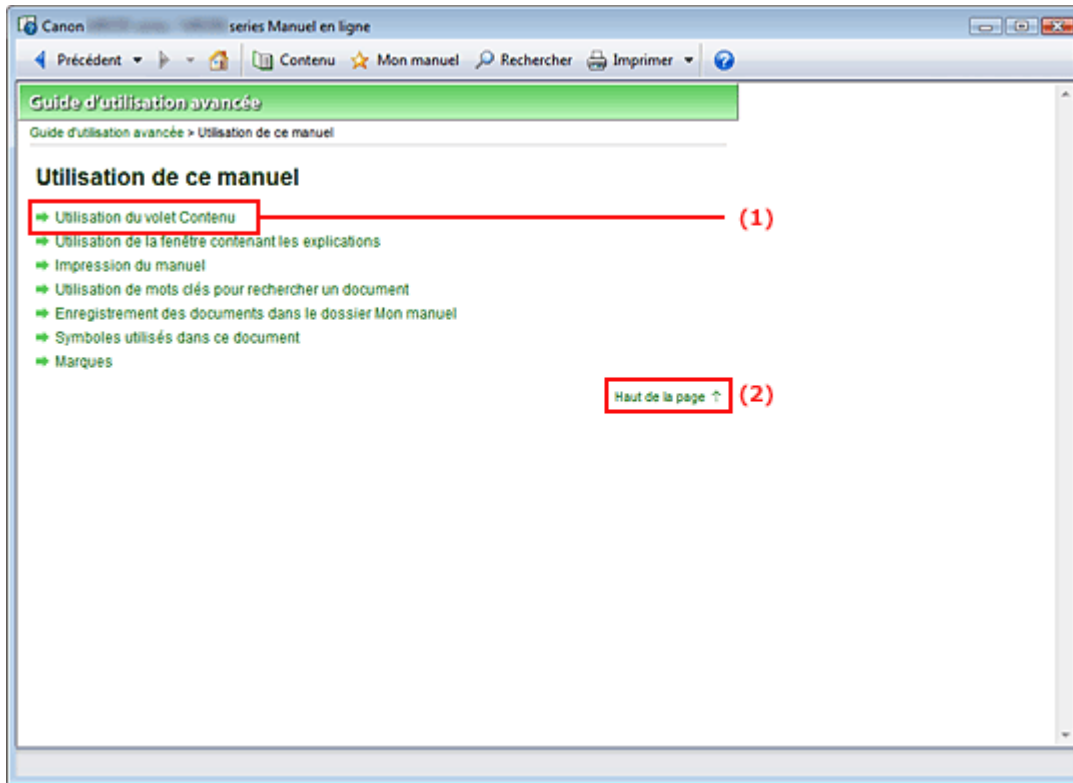 Canon series Manuel en ligne
Précédent Contenu Mon manuel Rechercher Imprimer
Guide d'utilisation avancée
Guide d'utilisation avancée > Utilisation de ce manuel
Utilisation de ce manuel
Utilisation du volet Contenu (1)
Utilisation de la fenêtre contenant les explications
Impression du manuel
Utilisation de mots clés pour rechercher un document
Enregistrement des documents dans le dossier Mon manuel
Symboles utilisés dans ce document
Marques
Haut de la page ↑ (2)